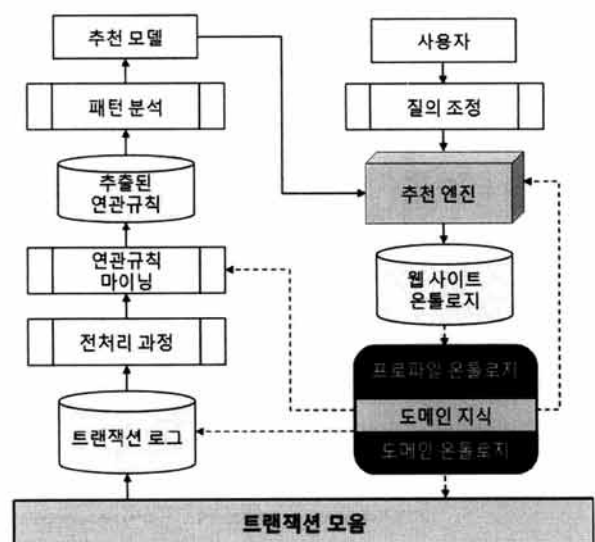 추천 모델
사용자
패턴 분석
질의 조정
추출된
연관규칙
추천 엔진
연관규칙
마이닝
웹 사이트
온톨로지
전처리 과정
프로파일 온톨로지
트랜잭션 로그
도메인 지식
도메인 온톨로지
트랜잭션 모음